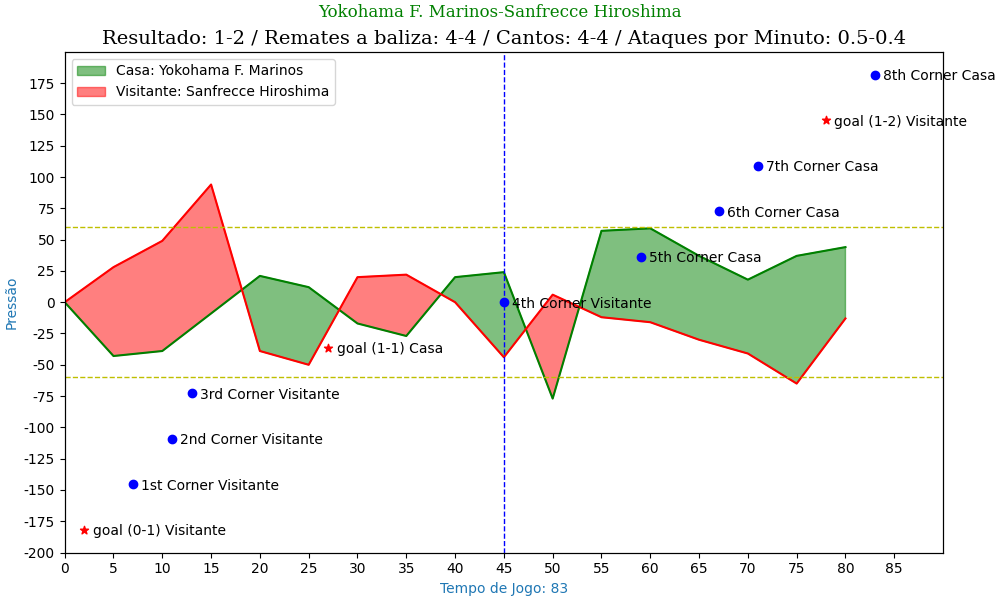 Yokohama F. Marinos-Sanfrecce Hiroshima
Resultado: 1-2 / Remates a baliza: 4-4 / Cantos: 4-4 / Ataques por Minuto: 0.5-0.4
Casa: Yokohama F. Marinos
Visitante: Sanfrecce Hiroshima
8th Corner Casa
goal (1-2) Visitante
7th Corner Casa
6th Corner Casa
5th Corner Casa
4th Corner Visitante
goal (1-1) Casa
3rd Corner Visitante
2nd Corner Visitante
1st Corner Visitante
goal (0-1) Visitante
Pressão
175
150
125
100
75
50
25
0
-25
-50
-75
-100
-125
-150
-175
-200
0 5 10 15 20 25 30 35 40 45 50 55 60 65 70 75 80 85
Tempo de Jogo: 83